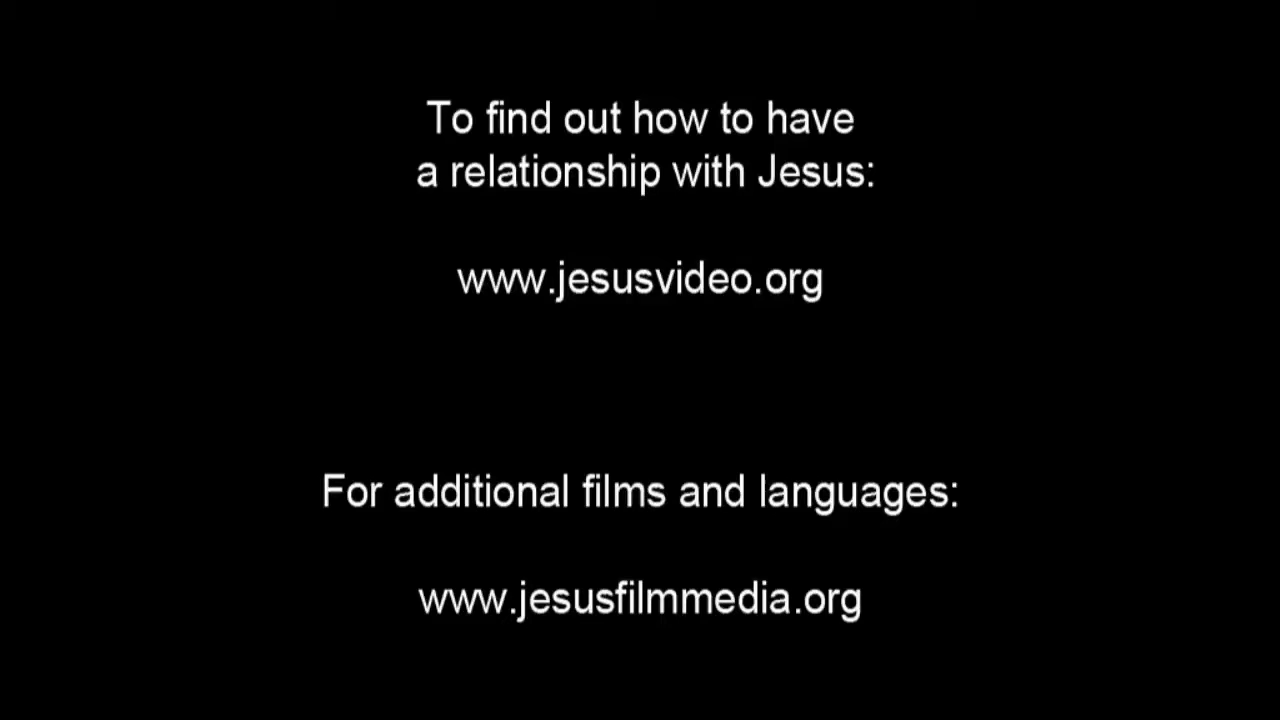 To find out how to have
a relationship with Jesus:
www.jesusvideo.org
For additional films and languages:
www.jesusfilmmedia.org